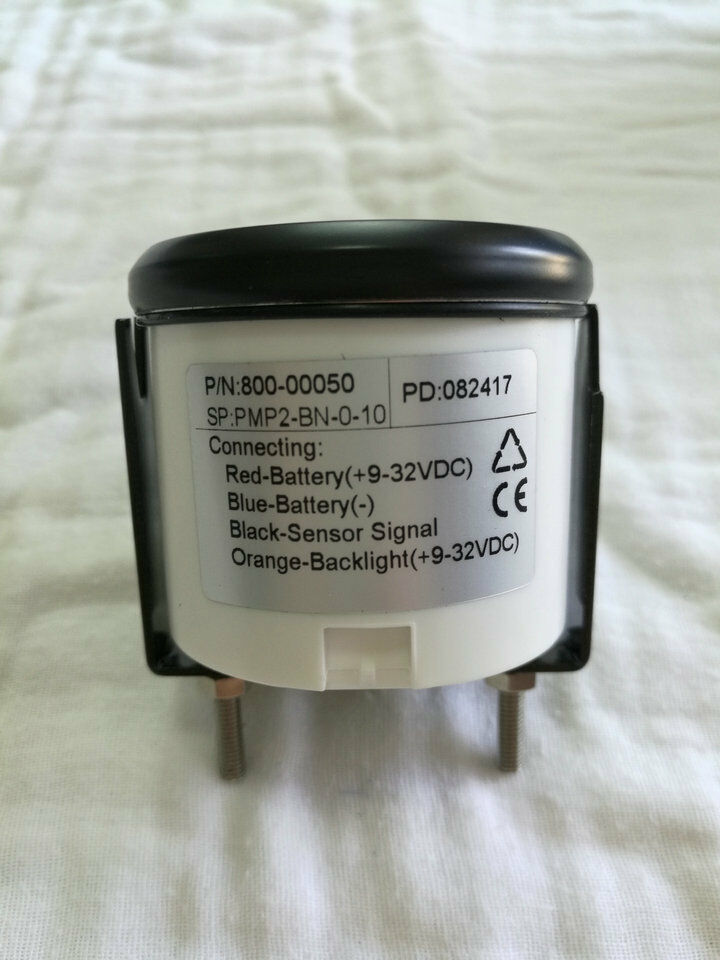 P/N:800-00050
PD:082417
SP:PMP2-BN-0-10
Connecting:
Red-Battery(+9-32VDC)
Blue-Battery(-)
CE
Black-Sensor Signal
Orange-Backlight(+9-32VDC)